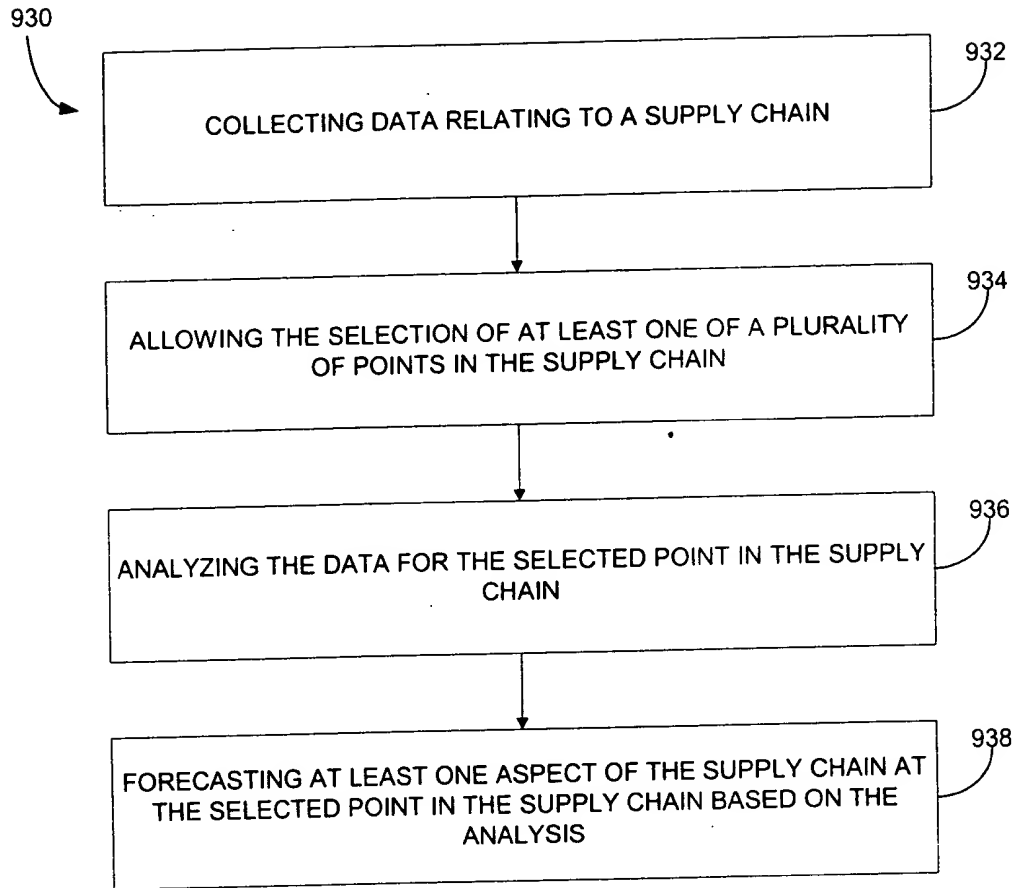 930
932
COLLECTING DATA RELATING TO A SUPPLY CHAIN
934
ALLOWING THE SELECTION OF AT LEAST ONE OF A PLURALITY
OF POINTS IN THE SUPPLY CHAIN
936
ANALYZING THE DATA FOR THE SELECTED POINT IN THE SUPPLY
CHAIN
938
FORECASTING AT LEAST ONE ASPECT OF THE SUPPLY CHAIN AT
THE SELECTED POINT IN THE SUPPLY CHAIN BASED ON THE
ANALYSIS